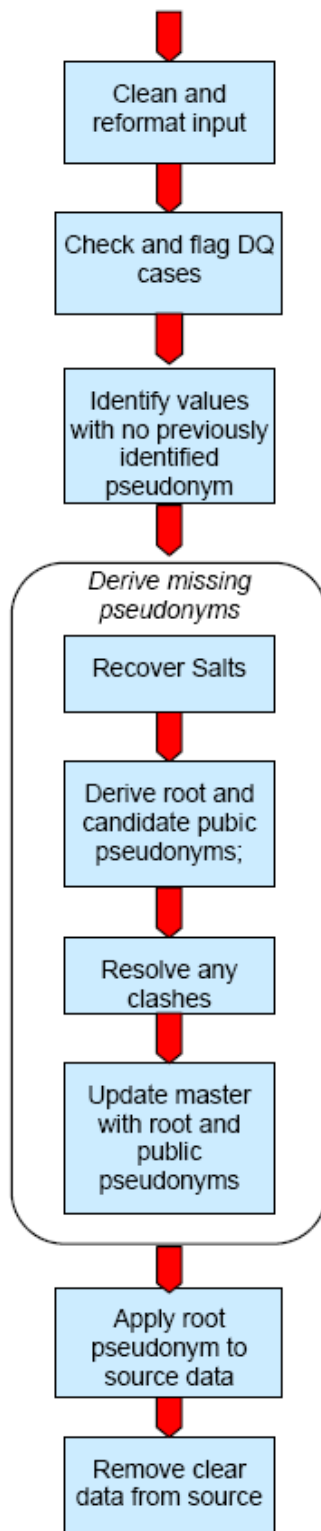 Clean and
reformat input
Check and flag DQ
cases
Identify values
with no previously
identified
pseudonym
Derive missing
pseudonyms
Recover Salts
Derive root and
candidate pubic
pseudonyms;
Resolve any
clashes
Update master
with root and
public
pseudonyms
Apply root
pseudonym to
source data
Remove clear
data from source